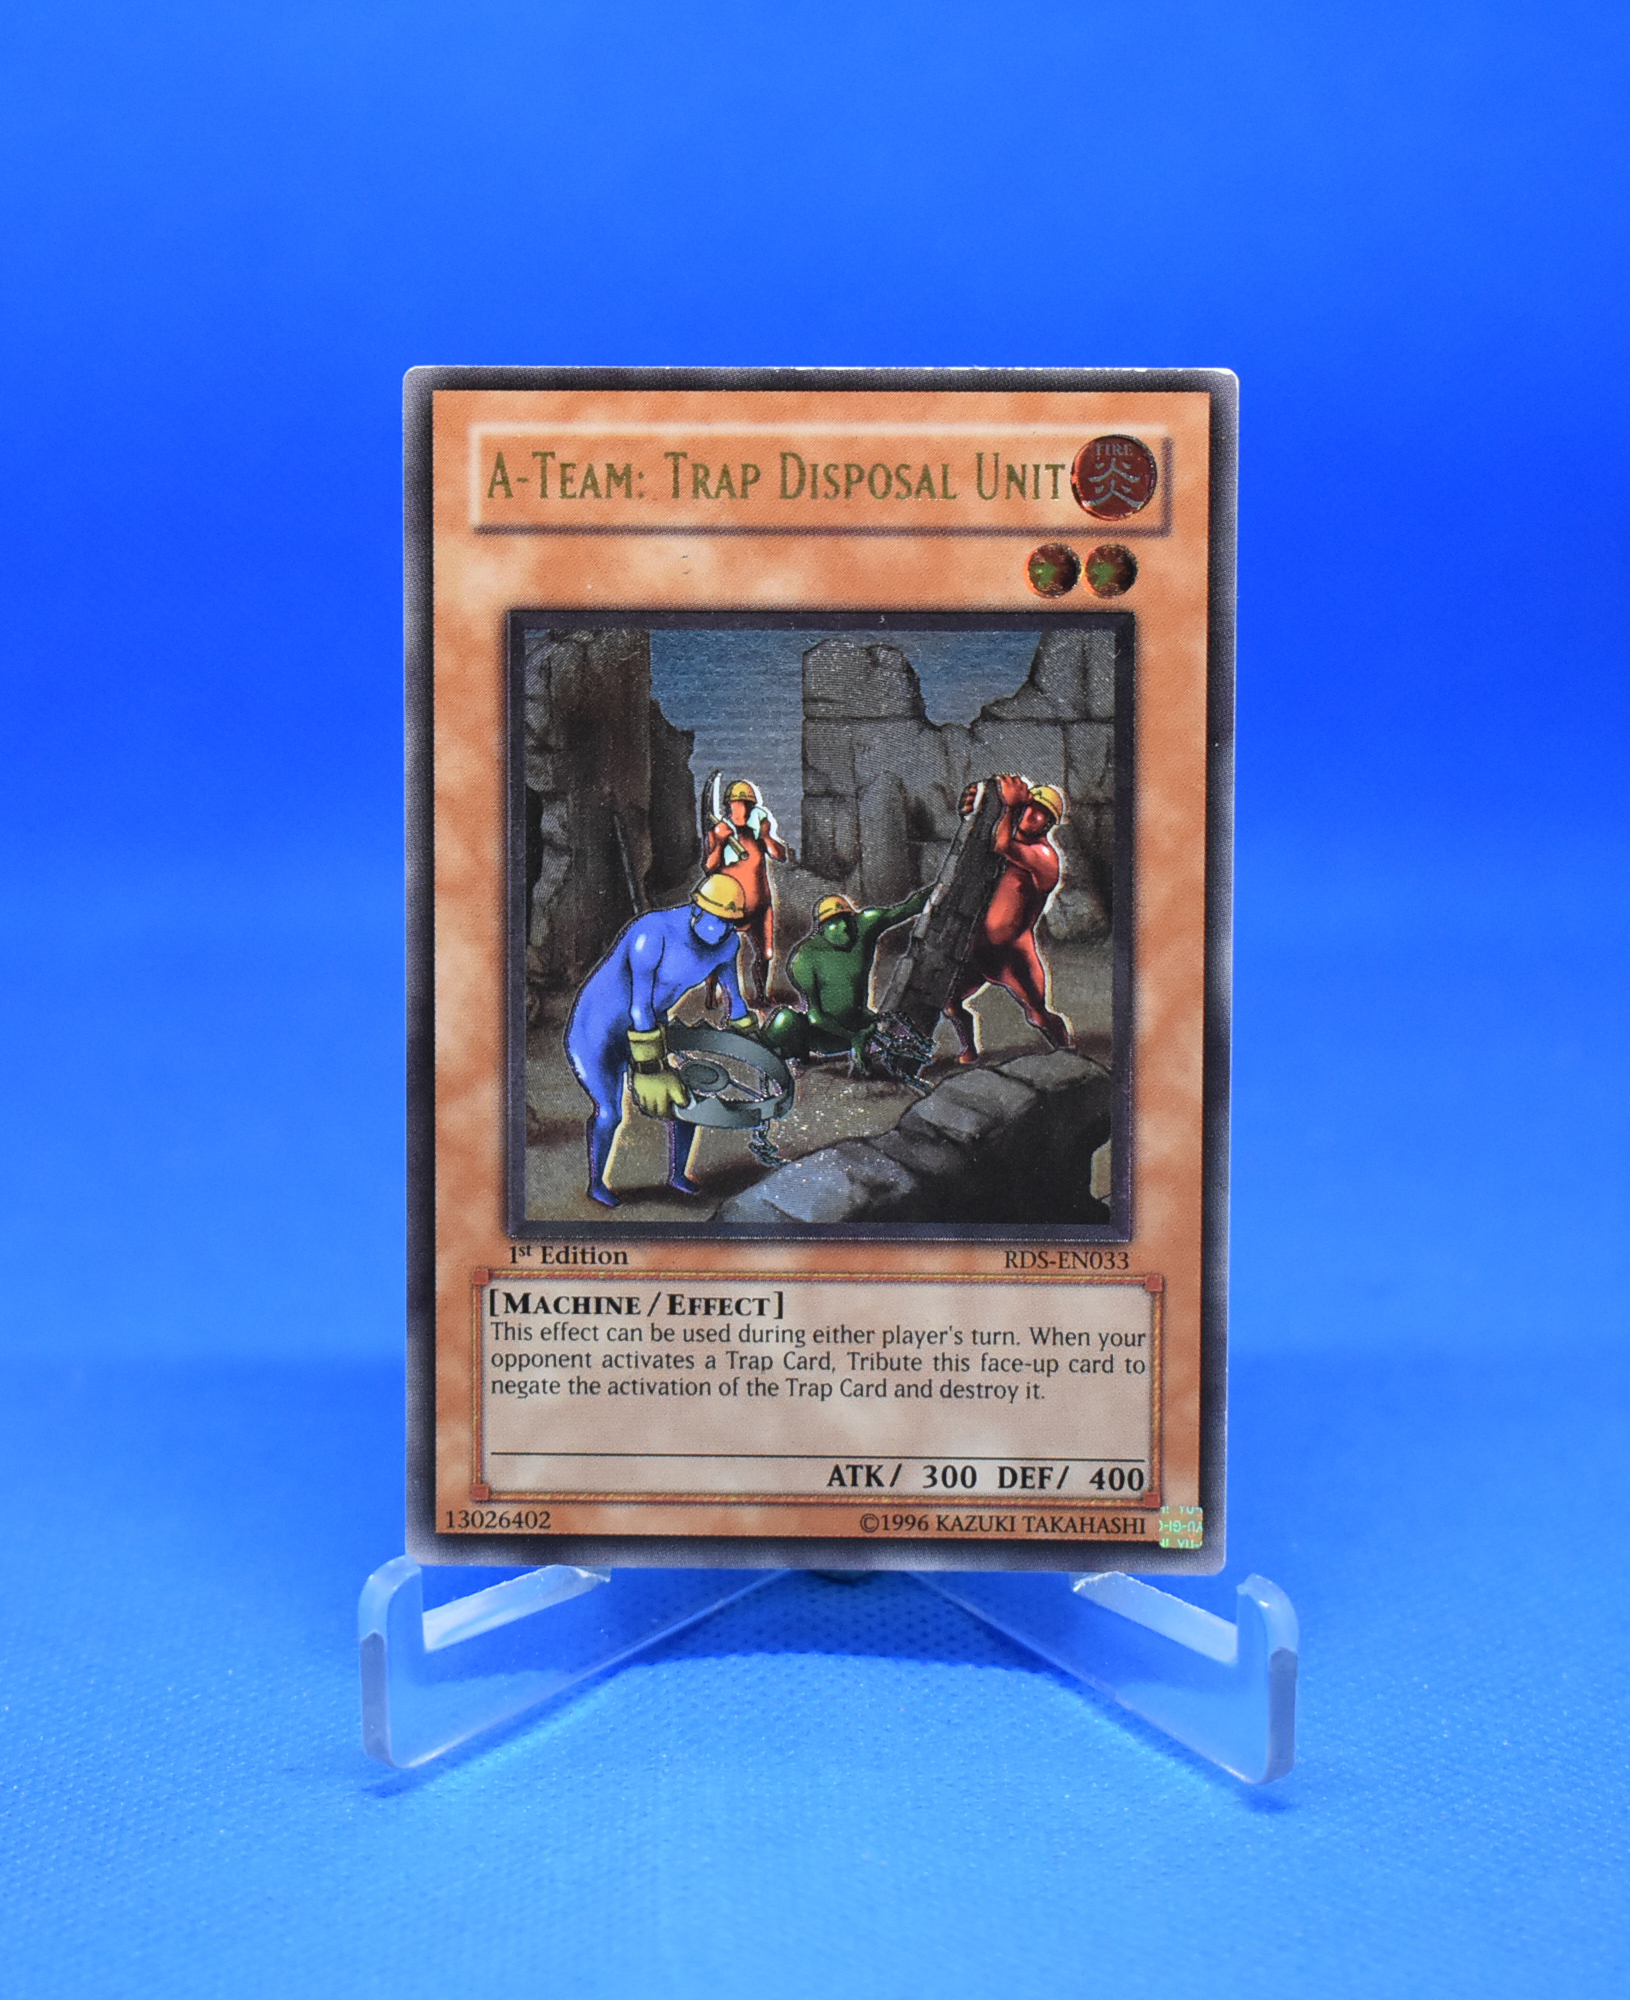 A-TEAM: TRAP DISPOSAL UNIT
FIRE
炎
1st Edition
RDS-EN033
[MACHINE / EFFECT]
This effect can be used during either player's turn. When your
opponent activates a Trap Card, Tribute this face-up card to
negate the activation of the Trap Card and destroy it.
ATK/ 300 DEF/ 400
13026402
©1996 KAZUKI TAKAHASHI